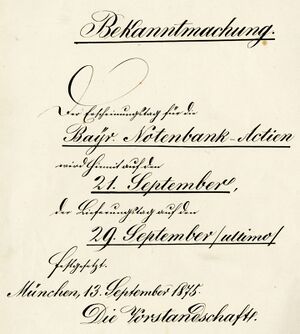 Bekanntmachung.
Der Erscheinungstag für die
Bayr. Notenbank-Actien
wird hiemit auf den
21. September,
der Lieferungstag auf den
29. September /ultimo/
festgesetzt.
München, 13. September 1875.
Die Vorstandschaft.